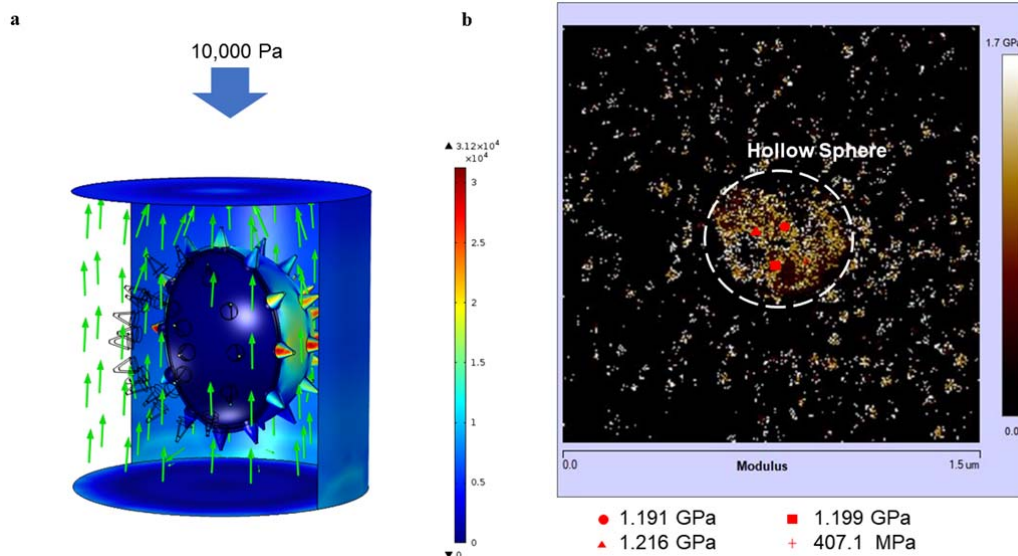 a
10,000 Pa
▲ 3.12×10⁴
×10⁴
3
2.5
2
1.5
1
0.5
0
▼ 0
b
1.7 GPa
Hollow Sphere
0.0
0.0
Modulus
1.5 um
● 1.191 GPa
■ 1.199 GPa
▲ 1.216 GPa
+ 407.1 MPa